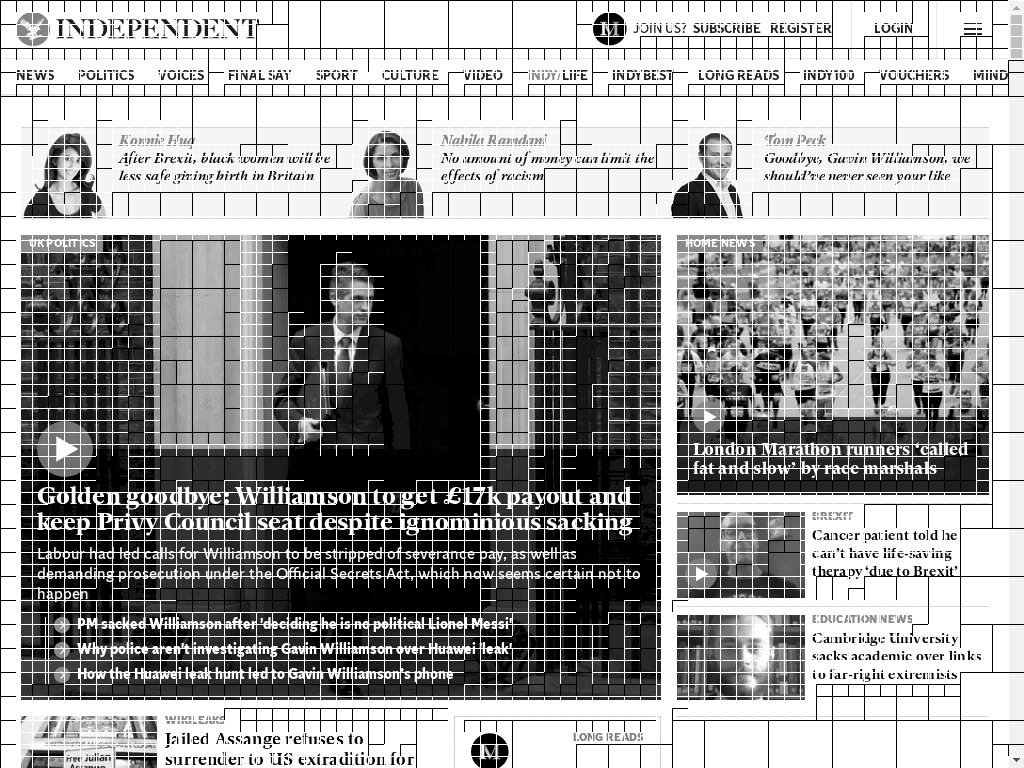 INDEPENDENT
M JOIN US? SUBSCRIBE REGISTER LOGIN
NEWS POLITICS VOICES FINAL SAY SPORT CULTURE VIDEO INDY/LIFE INDYBEST LONG READS INDY100 VOUCHERS MIND
Konnie Huq
After Brexit, black women will be
less safe giving birth in Britain
Nabila Ramdani
No amount of money can limit the
effects of racism
Tom Peck
Goodbye, Gavin Williamson, we
should've never seen your like
UK POLITICS
Golden goodbye: Williamson to get £17k payout and
keep Privy Council seat despite ignominious sacking
Labour had led calls for Williamson to be stripped of severance pay, as well as
demanding prosecution under the Official Secrets Act, which now seems certain not to
happen
PM sacked Williamson after 'deciding he is no political Lionel Messi'
Why police aren't investigating Gavin Williamson over Huawei 'leak'
How the Huawei leak hunt led to Gavin Williamson's phone
HOME NEWS
London Marathon runners 'called
fat and slow' by race marshals
BREXIT
Cancer patient told he
can't have life-saving
therapy 'due to Brexit'
EDUCATION NEWS
Cambridge University
sacks academic over links
to far-right extremists
WIKILEAKS
Jailed Assange refuses to
surrender to US extradition for
Free Julian
Assange
M
LONG READS